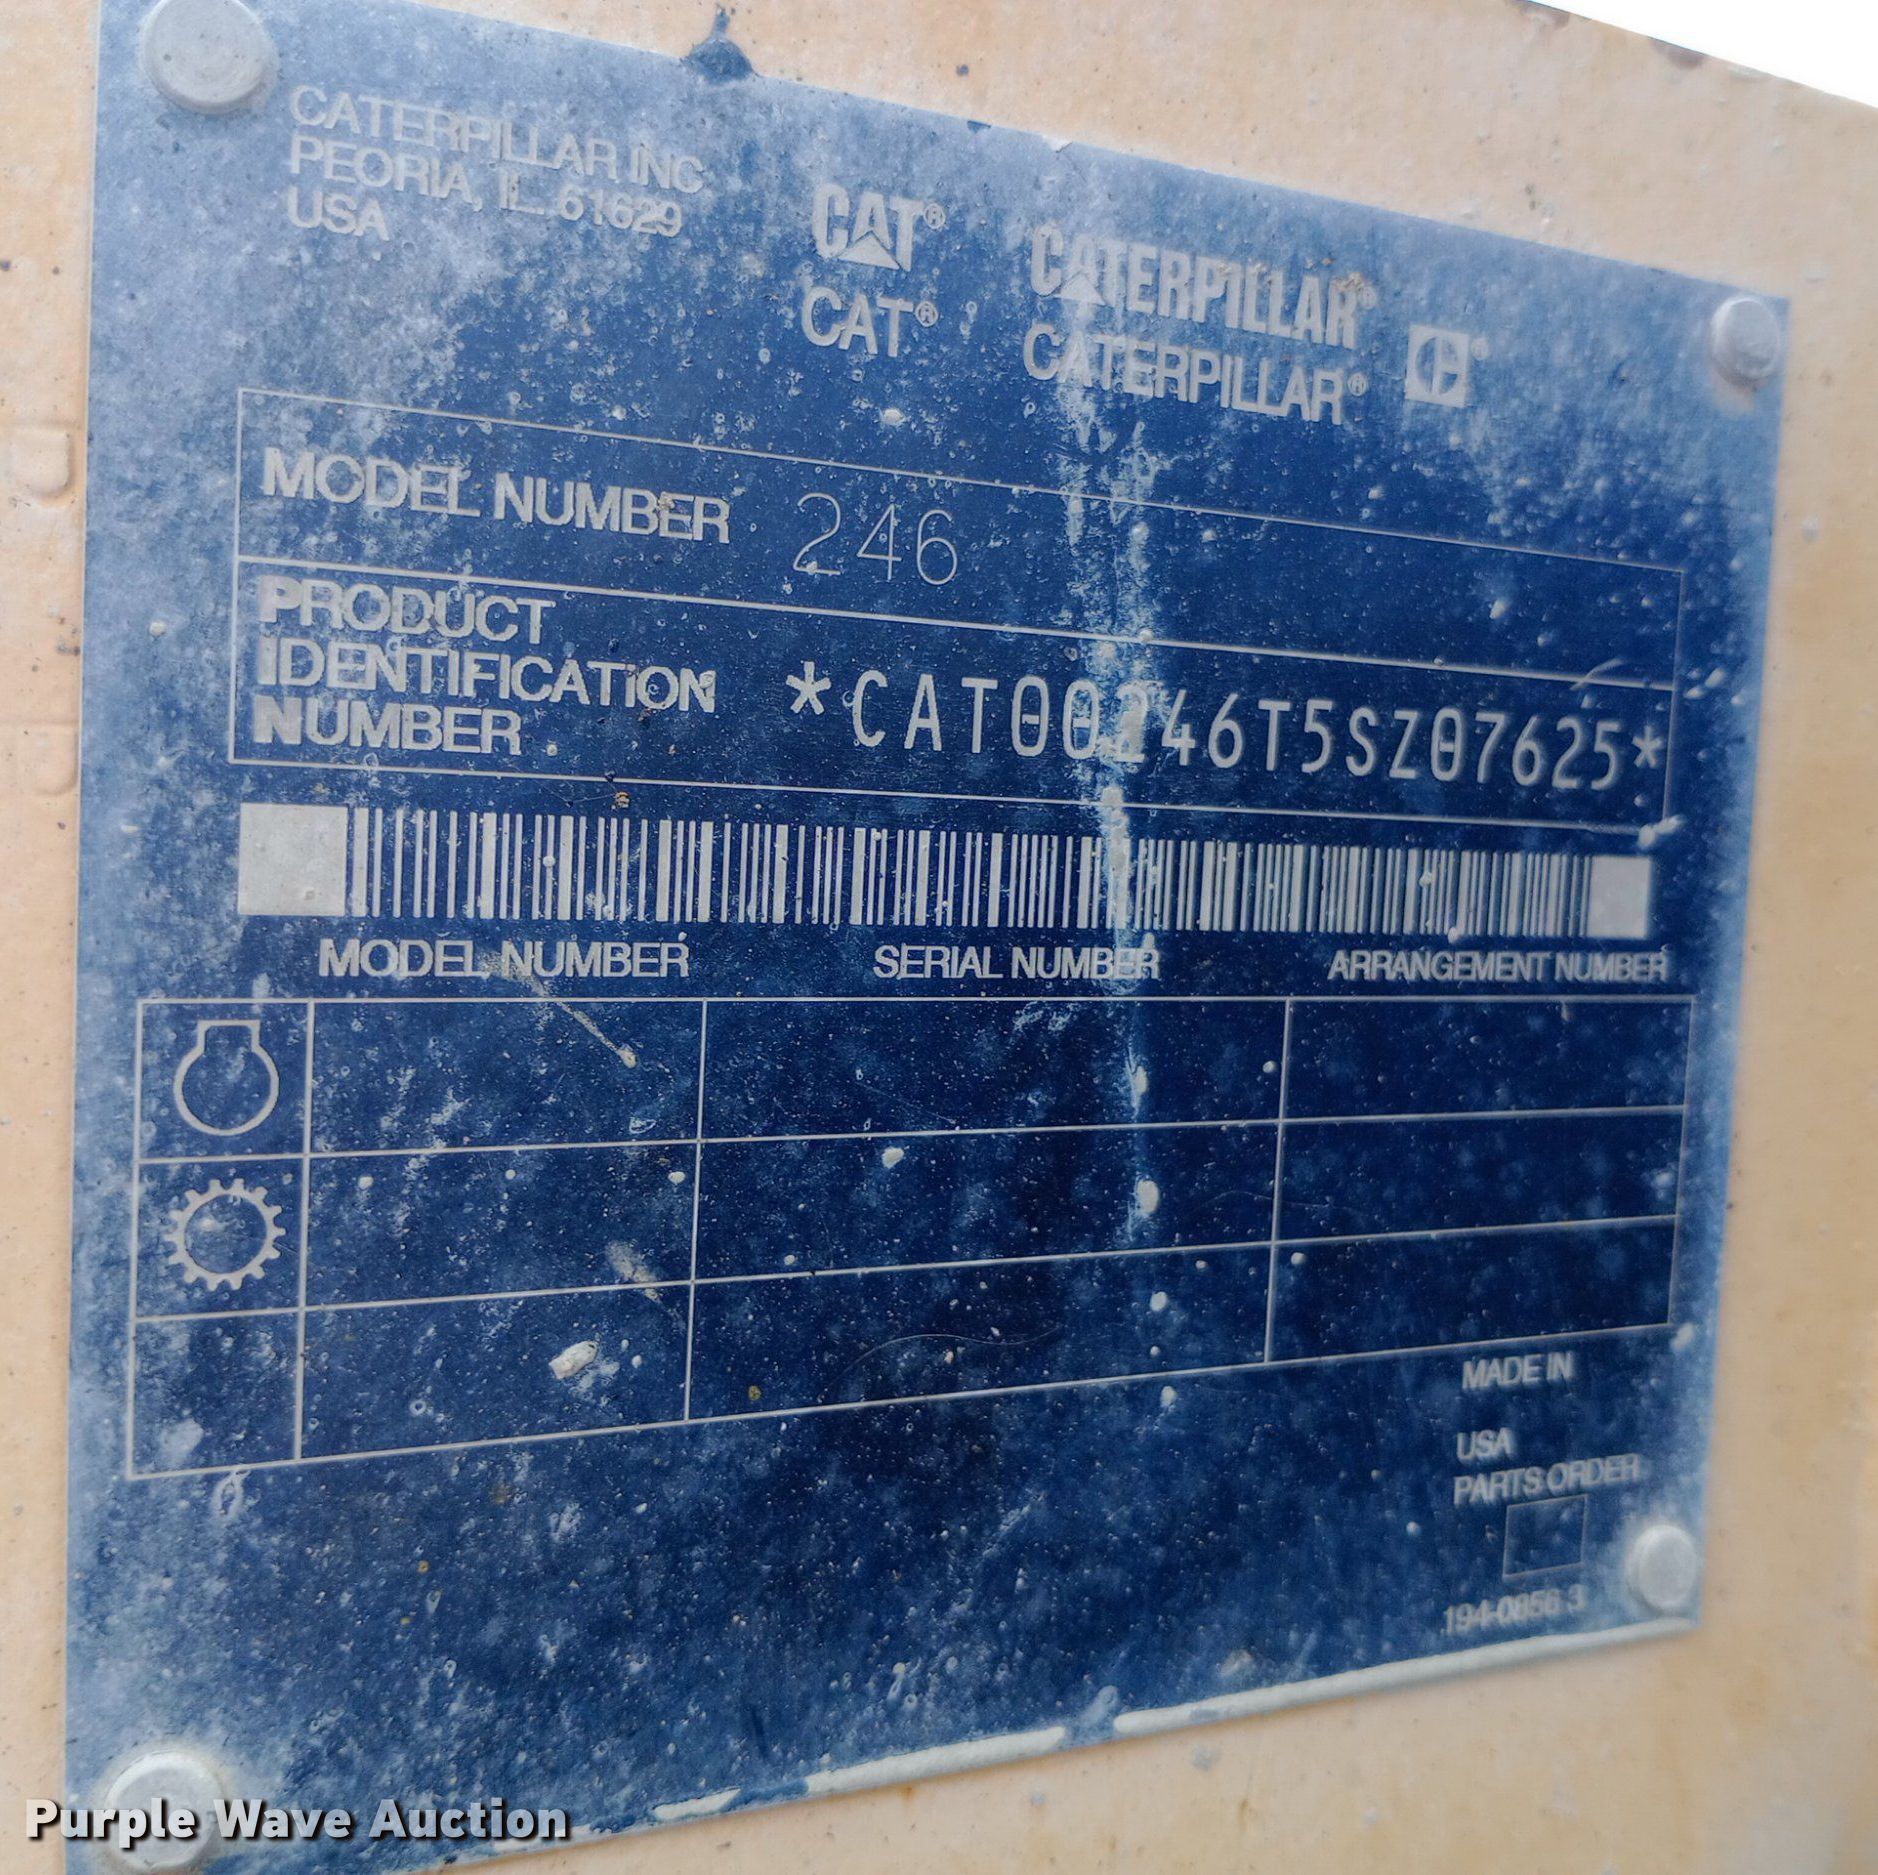 CATERPILLAR INC
PEORIA, IL. 61629
USA
CAT® CATERPILLAR®
CAT® CATERPILLAR®
MODEL NUMBER 246
PRODUCT
IDENTIFICATION
NUMBER *CAT00246T5SZ07625*
MODEL NUMBER SERIAL NUMBER ARRANGEMENT NUMBER
MADE IN
USA
PARTS ORDER
194-0856 3
Purple Wave Auction